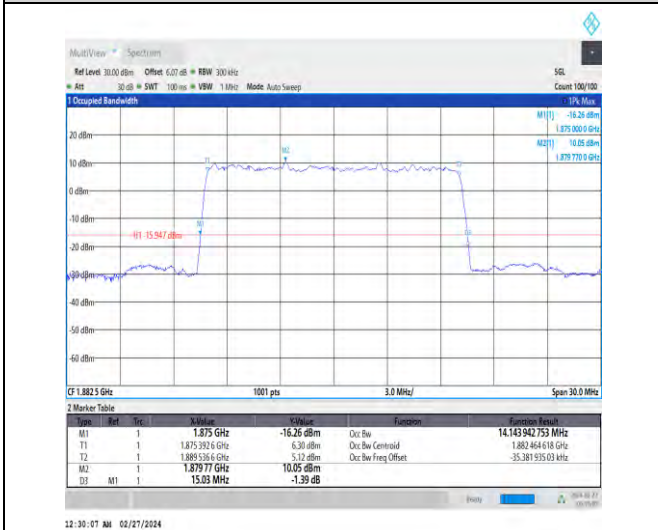 MultiView Spectrum
Ref Level 30.00 dBm Offset 6.07 dB RBW 300 kHz SGL
Att 30 dB SWT 100 ms VBW 1 MHz Mode Auto Sweep Count 100/100
1 Occupied Bandwidth 1Pk Max
M1[1] -16.26 dBm
1.875 000 0 GHz
M2[1] 10.05 dBm
1.879 770 0 GHz
20 dBm
M2
T1
10 dBm
0 dBm
-10 dBm
M1
H1 -15.947 dBm
-20 dBm
-30 dBm
-40 dBm
-50 dBm
-60 dBm
CF 1.882 5 GHz 1001 pts 3.0 MHz/ Span 30.0 MHz
2 Marker Table
Type Ref Trc X-Value Y-Value Function Function Result
M1 1 1.875 GHz -16.26 dBm Occ Bw 14.143 942 753 MHz
T1 1 1.875 392 6 GHz 6.30 dBm Occ Bw Centroid 1.882 464 618 GHz
T2 1 1.889 536 6 GHz 5.12 dBm Occ Bw Freq Offset -35.381 935 03 kHz
M2 1 1.879 77 GHz 10.05 dBm
D3 M1 1 15.03 MHz -1.39 dB
12:30:07 AM 02/27/2024